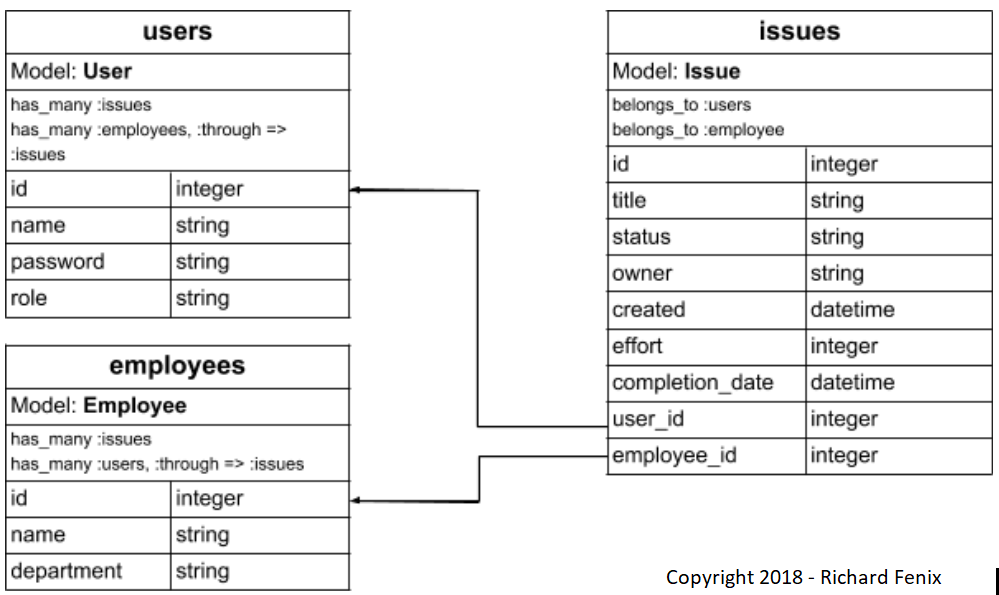 users
Model: User
has_many :issues
has_many :employees, :through =>
:issues
id integer
name string
password string
role string
employees
Model: Employee
has_many :issues
has_many :users, :through => :issues
id integer
name string
department string
issues
Model: Issue
belongs_to :users
belongs_to :employee
id integer
title string
status string
owner string
created datetime
effort integer
completion_date datetime
user_id integer
employee_id integer
Copyright 2018 - Richard Fenix